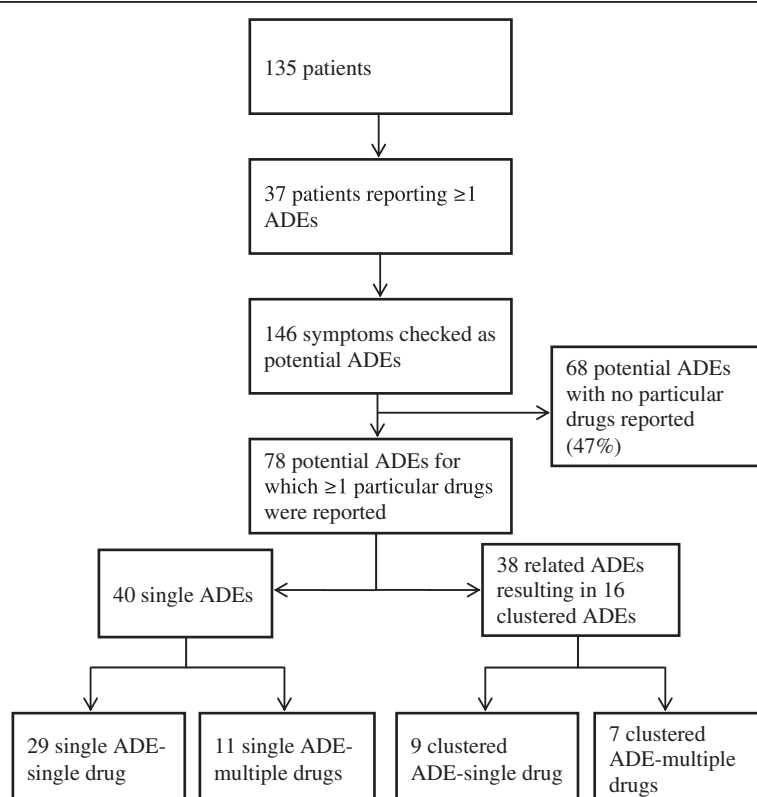 135 patients
37 patients reporting ≥1
ADEs
146 symptoms checked as
potential ADEs
68 potential ADEs
with no particular
drugs reported
(47%)
78 potential ADEs for
which ≥1 particular drugs
were reported
40 single ADEs
38 related ADEs
resulting in 16
clustered ADEs
29 single ADE-
single drug
11 single ADE-
multiple drugs
9 clustered
ADE-single drug
7 clustered
ADE-multiple
drugs